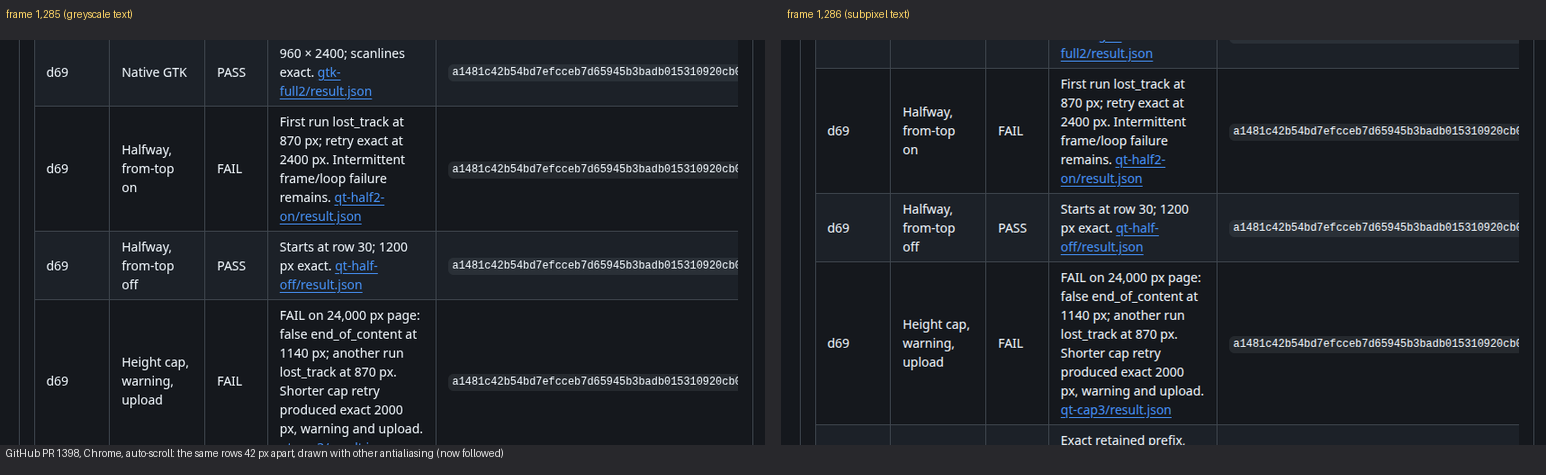 frame 1,285 (greyscale text)
960 × 2400; scanlines
exact. gtk-
full2/result.json
d69
Native GTK
PASS
a1481c42b54bd7efcceb7d65945b3badb015310920cb
First run lost_track at
870 px; retry exact at
2400 px. Intermittent
frame/loop failure
remains. qt-half2-
on/result.json
d69
Halfway,
from-top
on
FAIL
a1481c42b54bd7efcceb7d65945b3badb015310920cb
Starts at row 30; 1200
px exact. qt-half-
off/result.json
d69
Halfway,
from-top
off
PASS
a1481c42b54bd7efcceb7d65945b3badb015310920cb
FAIL on 24,000 px page:
false end_of_content at
1140 px; another run
lost_track at 870 px.
Shorter cap retry
produced exact 2000
px, warning and upload.
d69
Height cap,
warning,
upload
FAIL
a1481c42b54bd7efcceb7d65945b3badb015310920cb
frame 1,286 (subpixel text)
full2/result.json
First run lost_track at
870 px; retry exact at
2400 px. Intermittent
frame/loop failure
remains. qt-half2-
on/result.json
d69
Halfway,
from-top
on
FAIL
a1481c42b54bd7efcceb7d65945b3badb015310920cb
Starts at row 30; 1200
px exact. qt-half-
off/result.json
d69
Halfway,
from-top
off
PASS
a1481c42b54bd7efcceb7d65945b3badb015310920cb
FAIL on 24,000 px page:
false end_of_content at
1140 px; another run
lost_track at 870 px.
Shorter cap retry
produced exact 2000
px, warning and upload.
qt-cap3/result.json
d69
Height cap,
warning,
upload
FAIL
a1481c42b54bd7efcceb7d65945b3badb015310920cb
Exact retained prefix,
GitHub PR 1398, Chrome, auto-scroll: the same rows 42 px apart, drawn with other antialiasing (now followed)